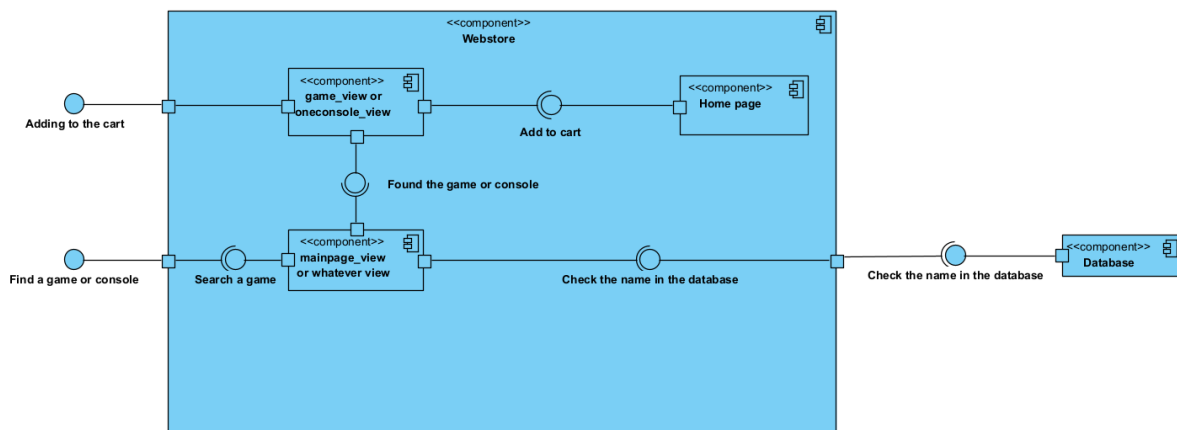 <<component>>
Webstore
<<component>>
game_view or
oneconsole_view
<<component>>
Home page
Adding to the cart
Add to cart
Found the game or console
<<component>>
mainpage_view
or whatever view
<<component>>
Database
Find a game or console
Search a game
Check the name in the database
Check the name in the database